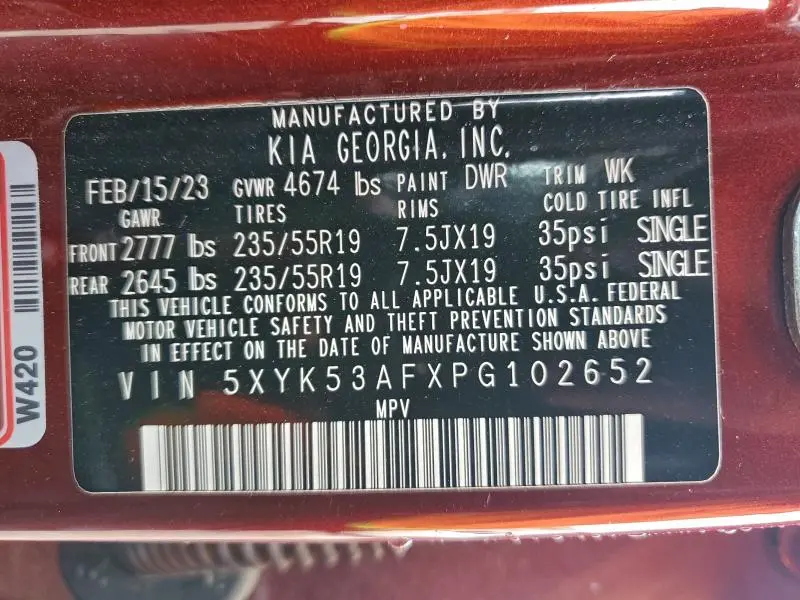 MANUFACTURED BY
KIA GEORGIA, INC.
FEB/15/23 GVWR 4674 lbs PAINT DWR TRIM WK
GAWR TIRES RIMS COLD TIRE INFL
FRONT 2777 lbs 235/55R19 7.5JX19 35psi SINGLE
REAR 2645 lbs 235/55R19 7.5JX19 35psi SINGLE
THIS VEHICLE CONFORMS TO ALL APPLICABLE U.S.A. FEDERAL
MOTOR VEHICLE SAFETY AND THEFT PREVENTION STANDARDS
IN EFFECT ON THE DATE OF MANUFACTURE SHOWN ABOVE
VIN 5XYK53AFXPG102652
MPV
W420